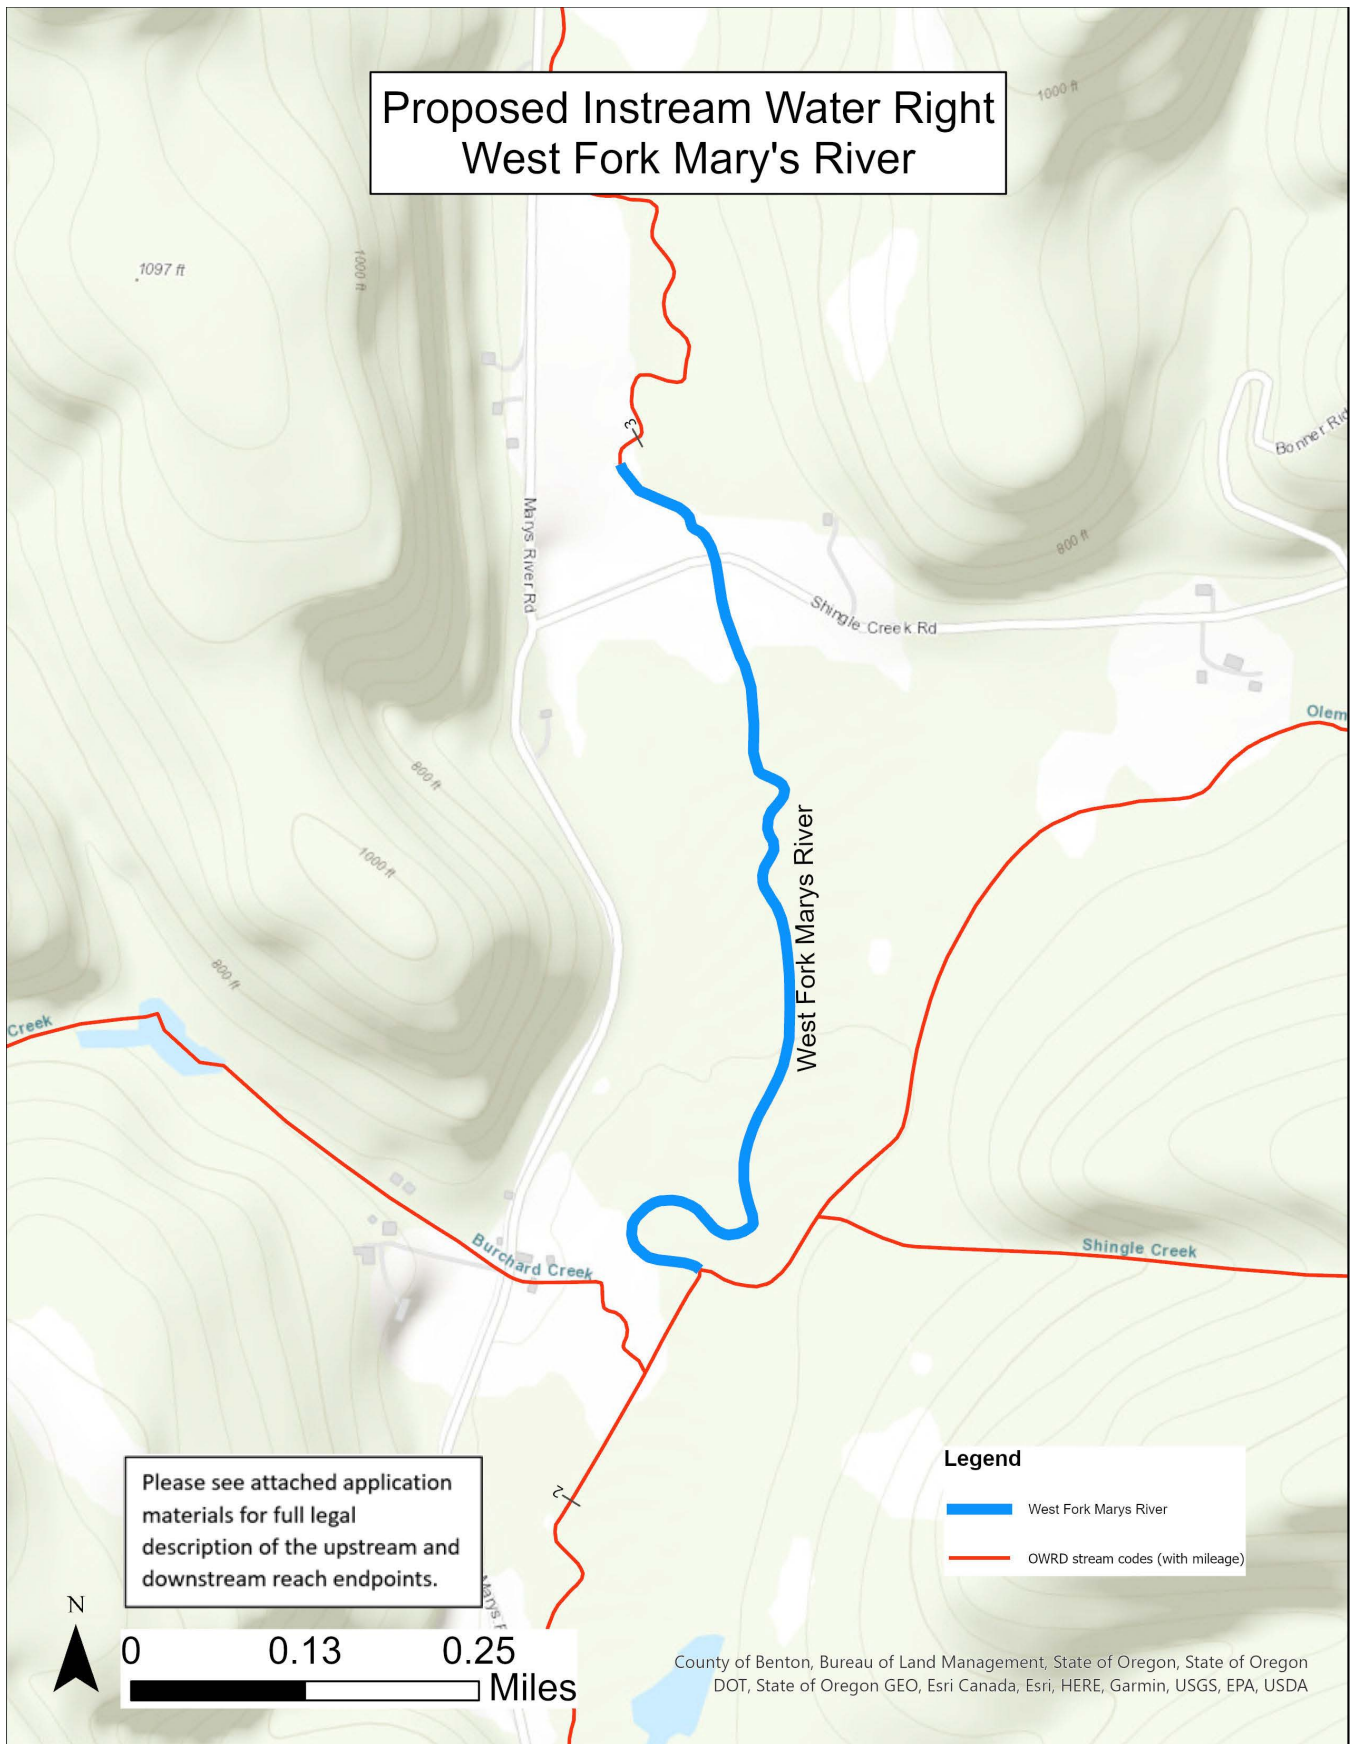 Proposed Instream Water Right
West Fork Mary's River
1000 ft
1097 ft
1000 ft
3
Bonner
Marys River Rd
800 ft
Shingle Creek Rd
Olem
800 ft
West Fork Marys River
1000 ft
800 ft
Creek
Burchard Creek
Shingle Creek
2
Legend
West Fork Marys River
OWRD stream codes (with mileage)
Please see attached application
materials for full legal
description of the upstream and
downstream reach endpoints.
Marys
N
0 0.13 0.25
Miles
County of Benton, Bureau of Land Management, State of Oregon, State of Oregon
DOT, State of Oregon GEO, Esri Canada, Esri, HERE, Garmin, USGS, EPA, USDA